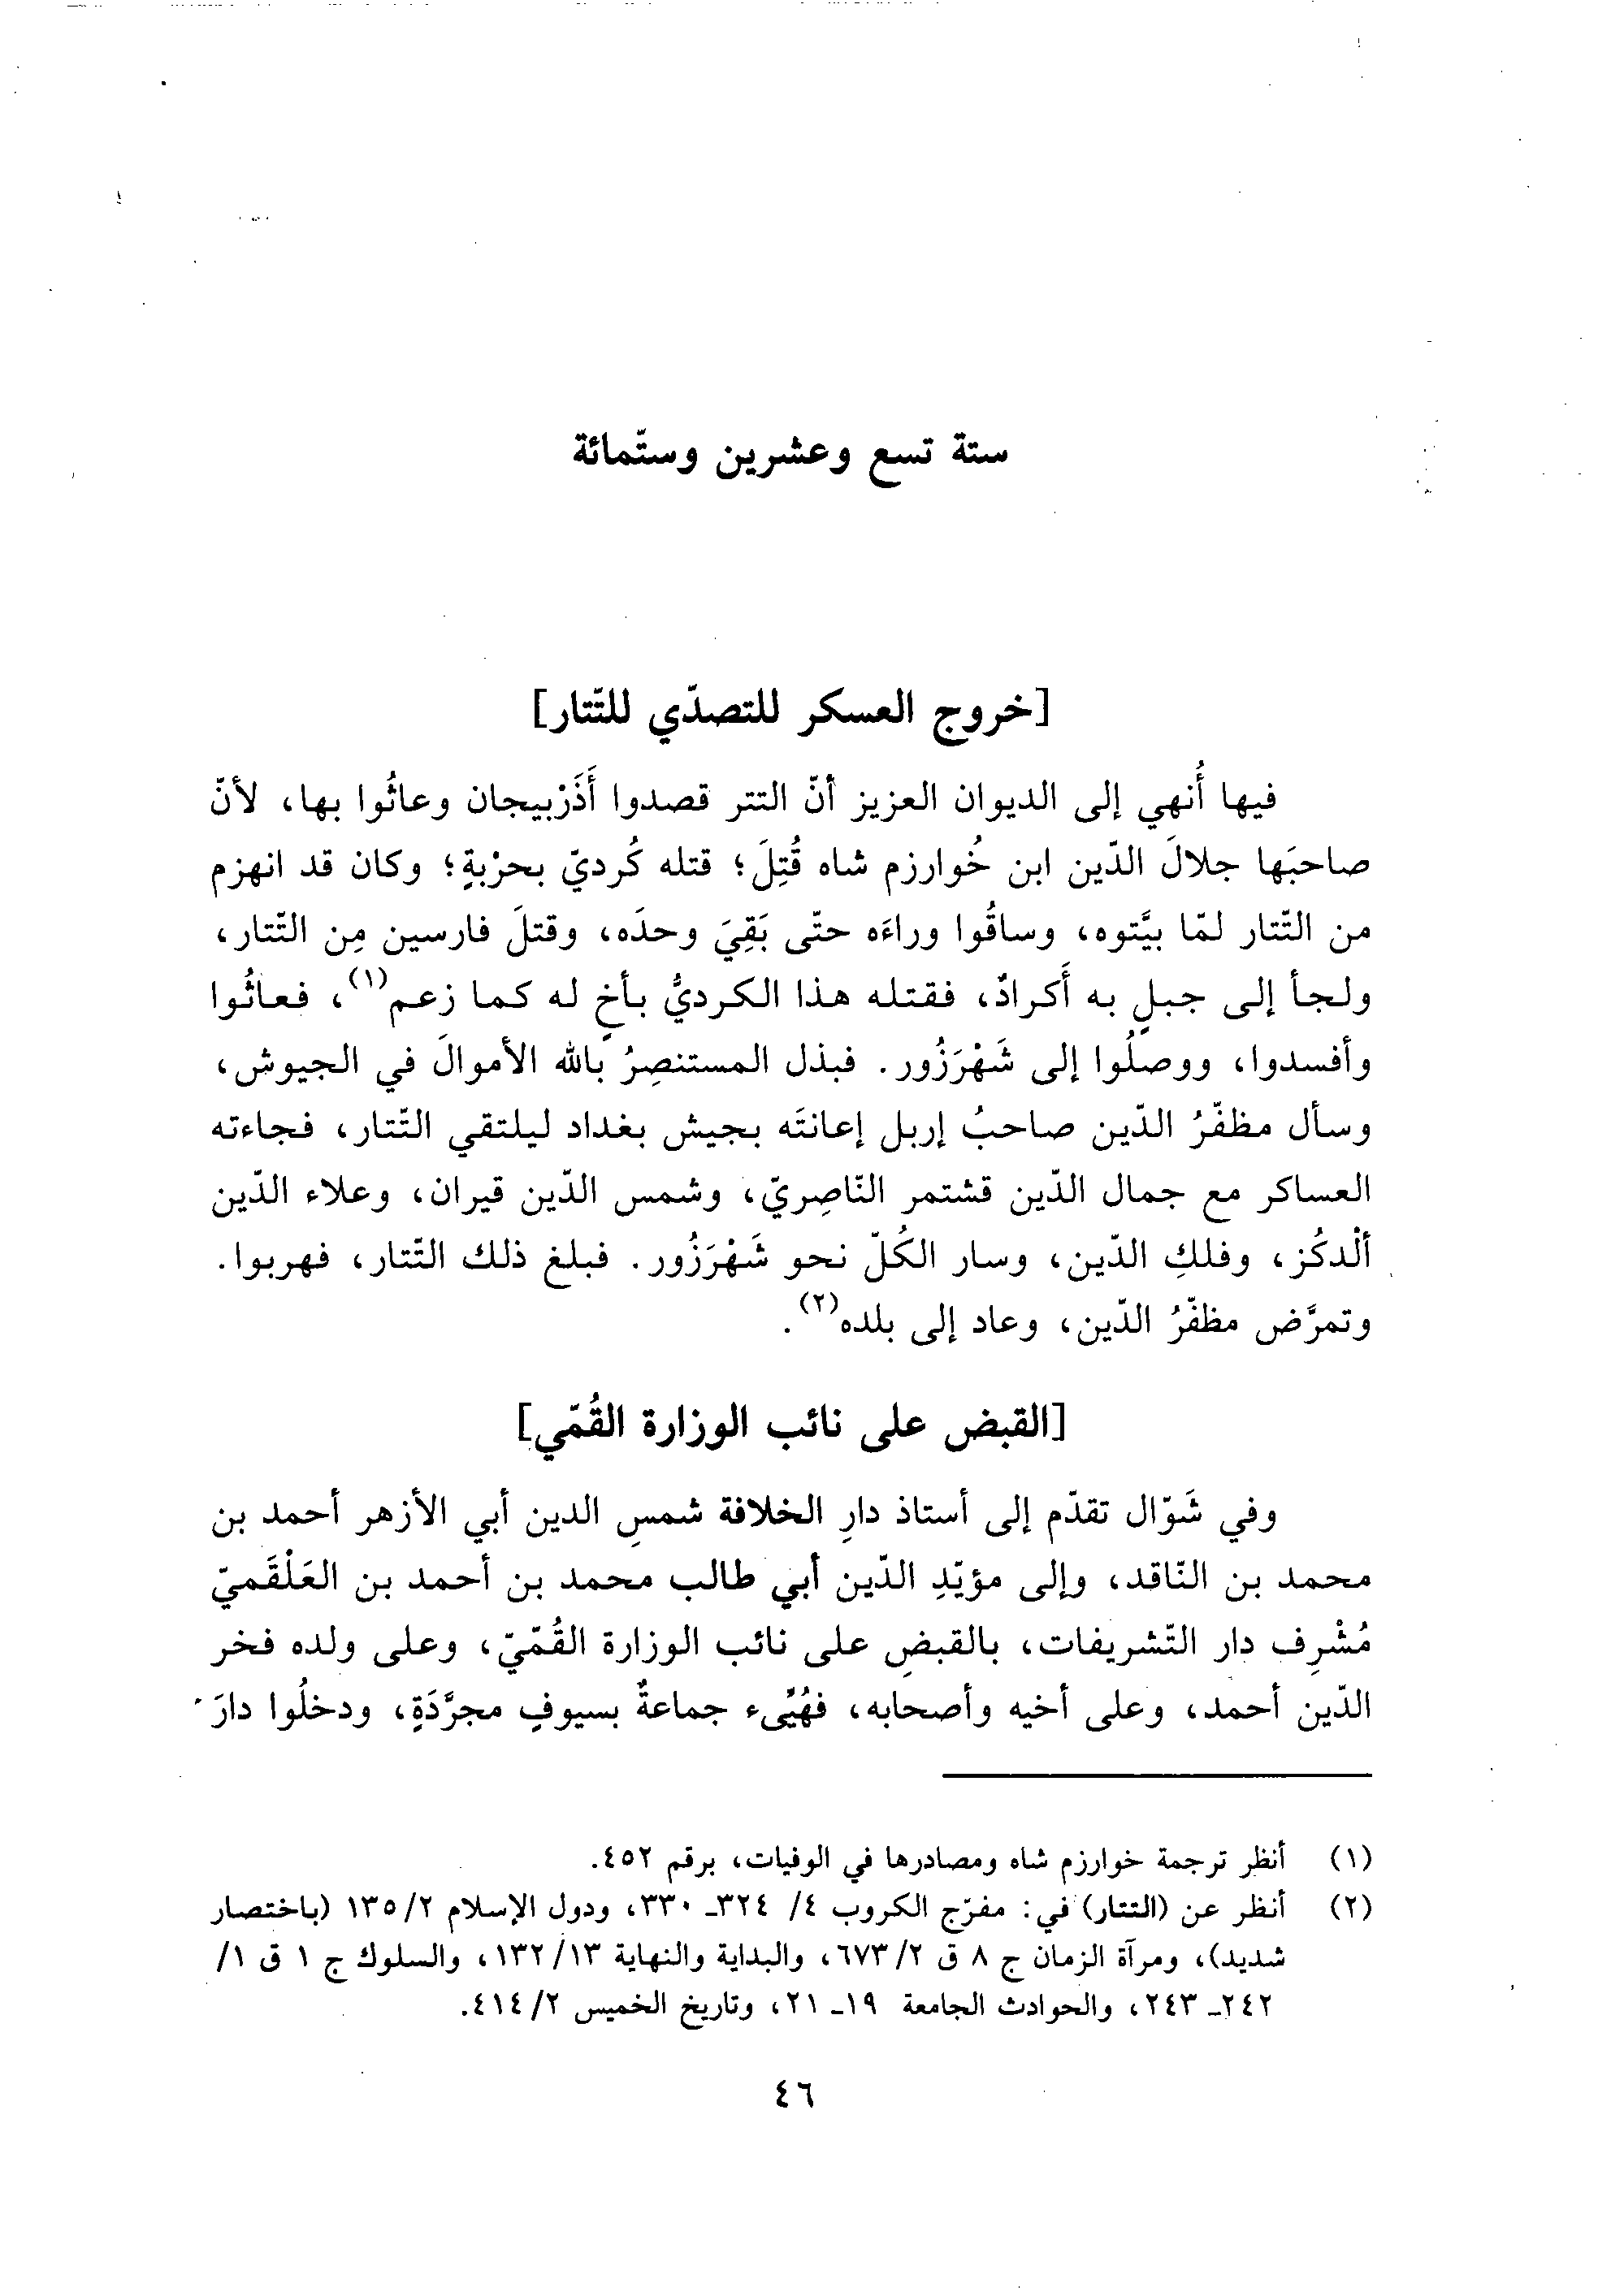 ستة تسع وعشرين وستّمائة
[خروج العسكر للتصدّي للتّتار]
فيها أُنهي إلى الديوان العزيز أنّ التتر قصدوا أَذَرْبيجان وعاثُوا بها، لأنّ
صاحبَها جلالَ الدّين ابن خُوارزم شاه قُتِلَ؛ قتله كُرديّ بحرْبةٍ؛ وكان قد انهزم
من التّتار لمّا بيَّتوه، وساقُوا وراءَه حتّى بَقِيَ وحدَه، وقتلَ فارسين مِن التّتار،
ولجأ إلى جبلٍ به أَكرادٌ، فقتله هذا الكرديُّ بأخٍ له كما زعم(١)، فعاثُوا
وأفسدوا، ووصلُوا إلى شَهْرَزُور. فبذل المستنصِرُ بالله الأموالَ في الجيوش،
وسأل مظفّرُ الدّين صاحبُ إربل إعانتَه بجيش بغداد ليلتقي التّتار، فجاءته
العساكر مع جمال الدّين قشتمر النّاصِريّ، وشمس الدّين قيران، وعلاء الدّين
ألْدكُز، وفلكِ الدّين، وسار الكُلّ نحو شَهْرَزُور. فبلغ ذلك التّتار، فهربوا.
وتمرَّض مظفّرُ الدّين، وعاد إلى بلده(٢).
[القبض على نائب الوزارة القُمّي]
وفي شَوّال تقدّم إلى أستاذ دارِ الخلافة شمسِ الدين أبي الأزهر أحمد بن
محمد بن النّاقد، وإلى مؤيّدِ الدّين أبي طالب محمد بن أحمد بن العَلْقَميّ
مُشْرِف دار التّشريفات، بالقبضِ على نائب الوزارة القُمّيّ، وعلى ولده فخر
الدّين أحمد، وعلى أخيه وأصحابه، فهُيِّىء جماعةٌ بسيوفٍ مجرَّدَةٍ، ودخلُوا دارَ
(١) أنظر ترجمة خوارزم شاه ومصادرها في الوفيات، برقم ٤٥٢.
(٢) أنظر عن (التتار) في: مفرّج الكروب ٤/ ٣٢٤ـ ٣٣٠، ودول الإسلام ١٣٥/٢ (باختصار
شديد)، ومرآة الزمان ج ٨ ق ٦٧٣/٢، والبداية والنهاية ١٣٢/١٣، والسلوك ج ١ ق ١/
٢٤٢ـ ٢٤٣، والحوادث الجامعة ١٩ـ ٢١، وتاريخ الخميس ٤١٤/٢.
٤٦